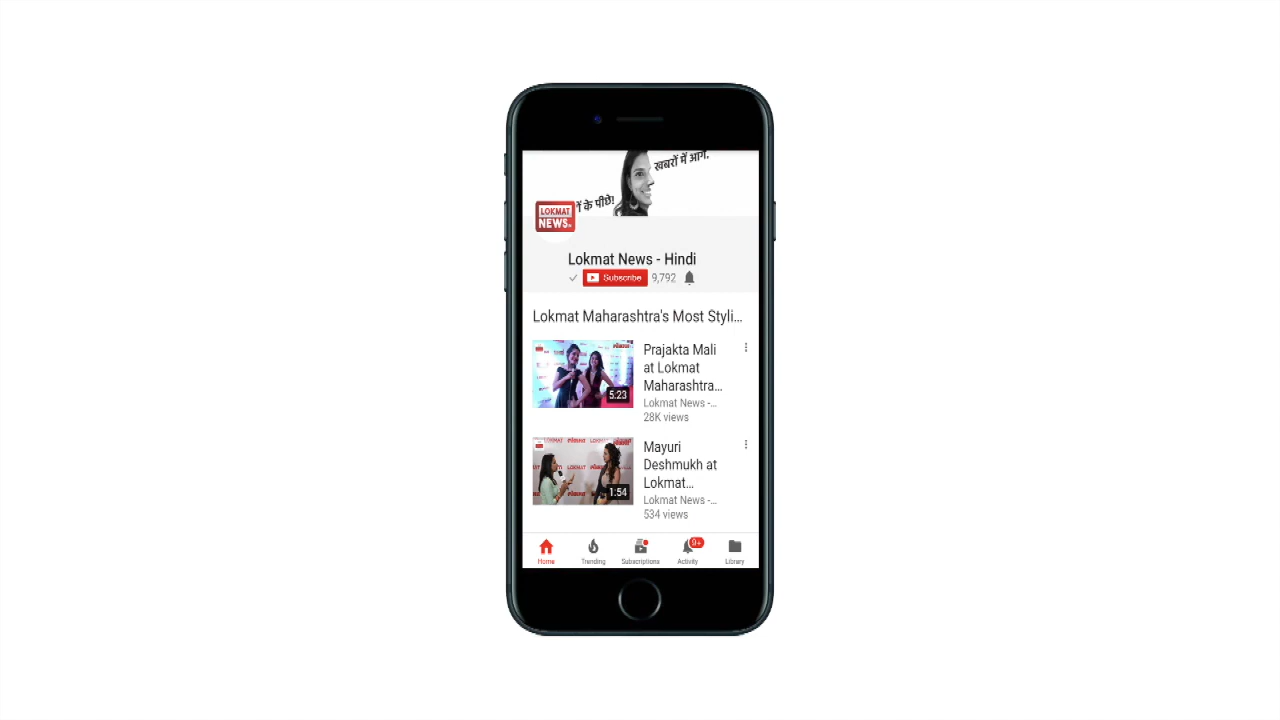 खबरों में आगे,
ों के पीछे!
LOKMAT
NEWS
Lokmat News - Hindi
Subscribe 9,792
Lokmat Maharashtra's Most Styli...
Prajakta Mali
at Lokmat
Maharashtra...
Lokmat News -...
28K views
5:23
Mayuri
Deshmukh at
Lokmat...
Lokmat News -...
534 views
LOKMAT
1:54
9+
Home Trending Subscriptions Activity Library